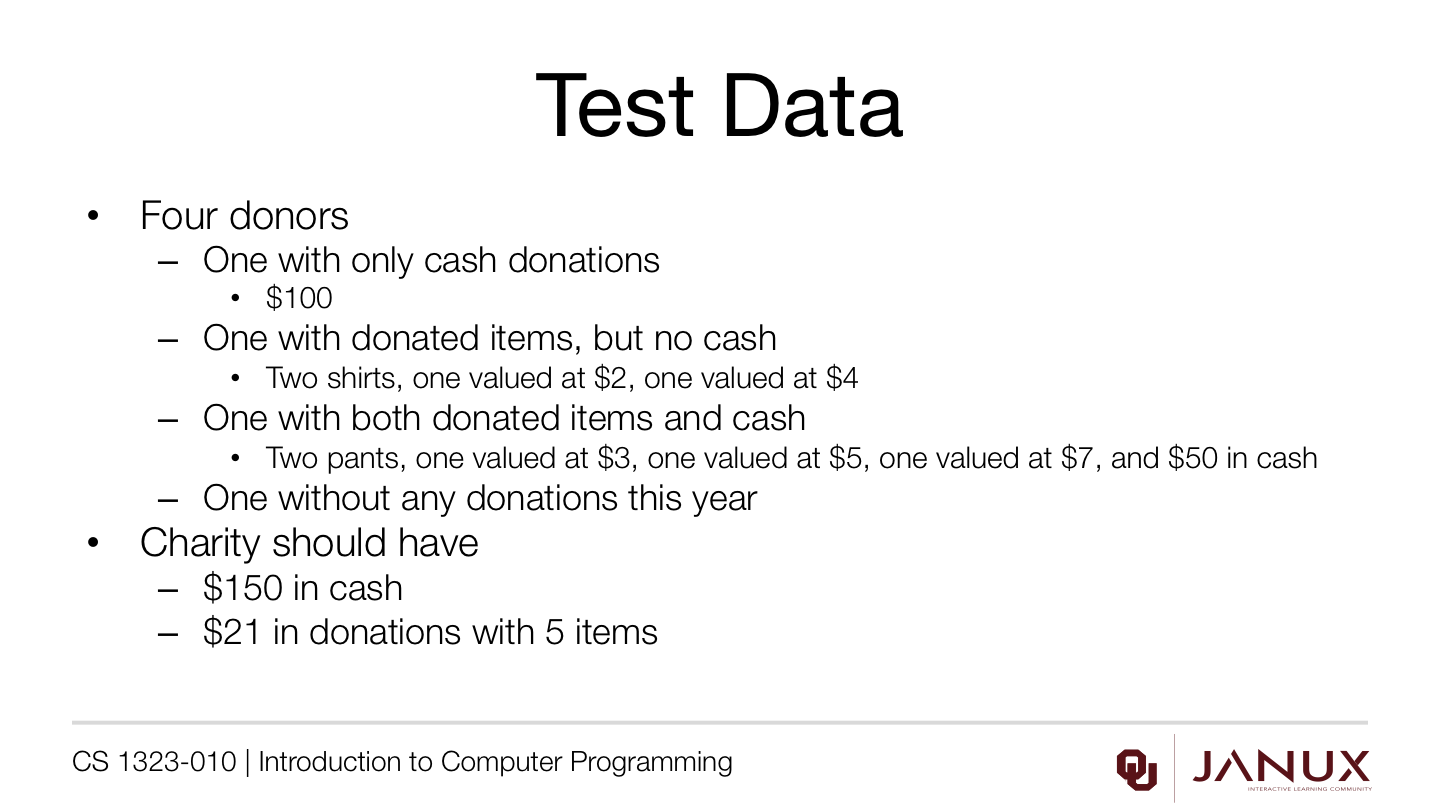 Test Data
• Four donors
– One with only cash donations
• $100
– One with donated items, but no cash
• Two shirts, one valued at $2, one valued at $4
– One with both donated items and cash
• Two pants, one valued at $3, one valued at $5, one valued at $7, and $50 in cash
– One without any donations this year
• Charity should have
– $150 in cash
– $21 in donations with 5 items
CS 1323-010 | Introduction to Computer Programming
OU
JANUX
INTERACTIVE LEARNING COMMUNITY